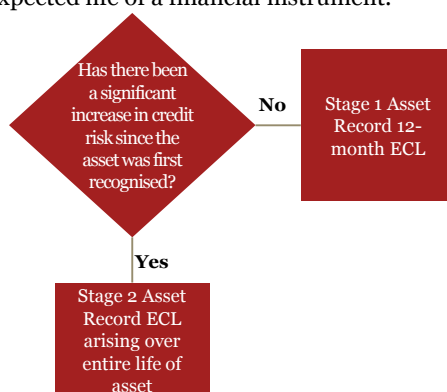 expected life of a financial instrument.
Has there been
a significant
increase in credit
risk since the
asset was first
recognised?
No
Stage 1 Asset
Record 12-
month ECL
Yes
Stage 2 Asset
Record ECL
arising over
entire life of
asset